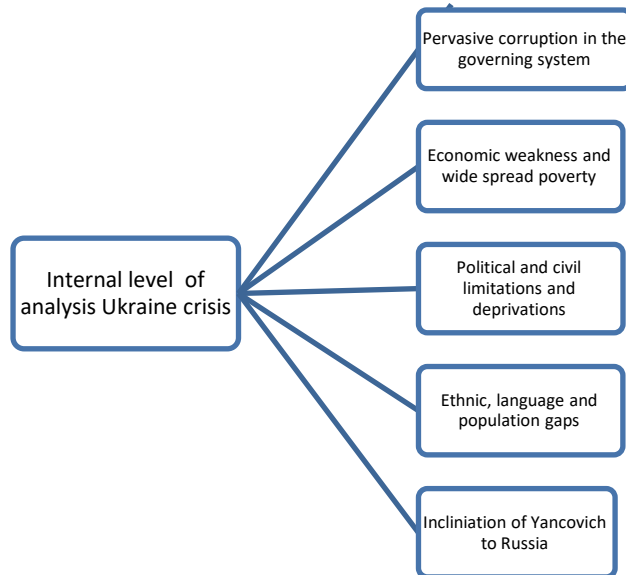 Pervasive corruption in the
governing system
Economic weakness and
wide spread poverty
Internal level of
analysis Ukraine crisis
Political and civil
limitations and
deprivations
Ethnic, language and
population gaps
Incliniation of Yancovich
to Russia